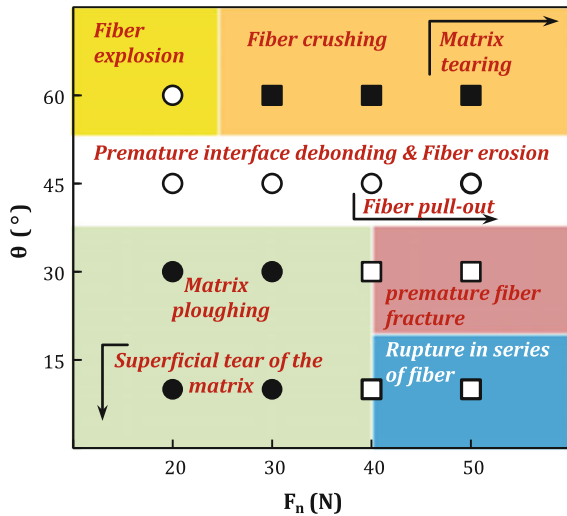 Fiber
explosion
Fiber crushing
Matrix
tearing
60
Premature interface debonding & Fiber erosion
45
Fiber pull-out
θ (°)
30
Matrix
ploughing
premature fiber
fracture
Superficial tear of the
matrix
Rupture in series
of fiber
15
20
30
40
50
Fn (N)